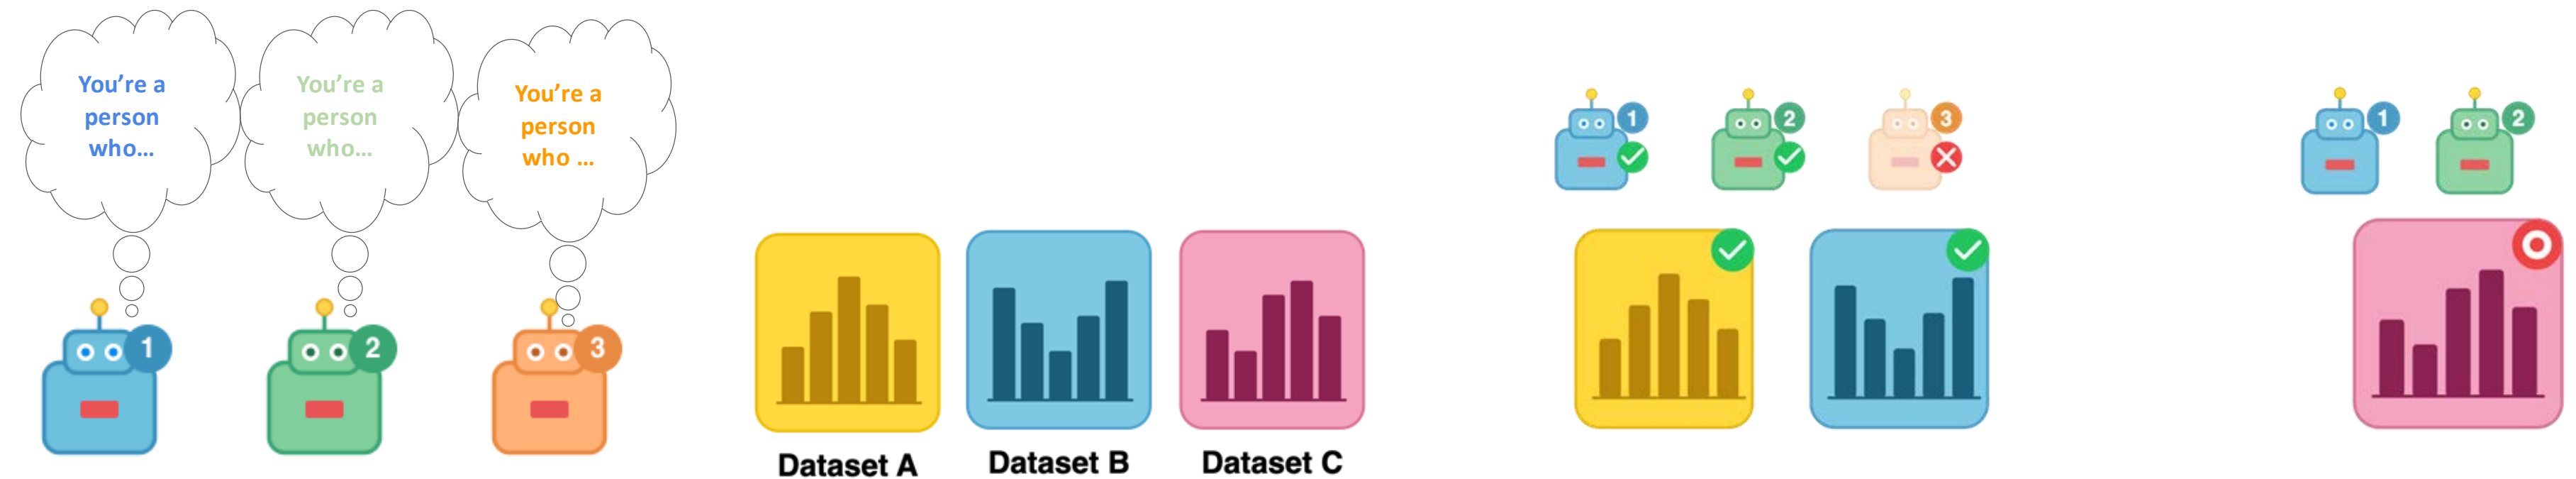 You're a
person
who...
You're a
person
who...
You're a
person
who ...
1
2
3
Dataset A
Dataset B
Dataset C
1
2
3
1
2